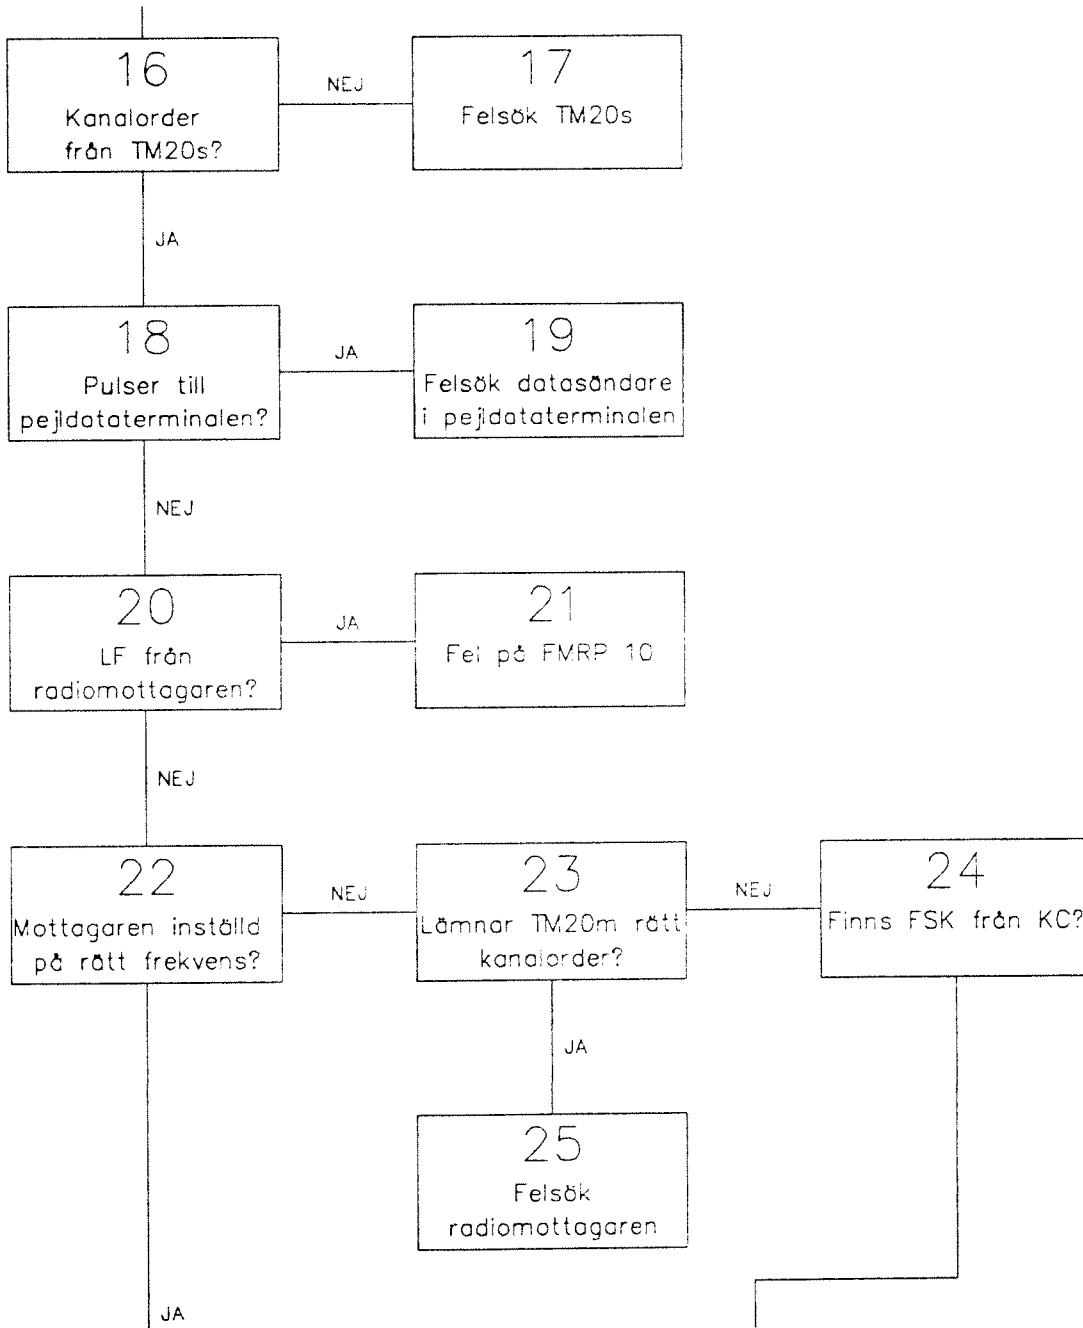 16
Kanalorder
från TM20s?
NEJ
17
Felsök TM20s
JA
18
Pulser till
pejldataterminalen?
JA
19
Felsök datasändare
i pejldataterminalen
NEJ
20
LF från
radiomottagaren?
JA
21
Fel på FMRP 10
NEJ
22
Mottagaren inställd
på rätt frekvens?
NEJ
23
Lämnar TM20m rätt
kanalorder?
NEJ
24
Finns FSK från KC?
JA
25
Felsök
radiomottagaren
JA